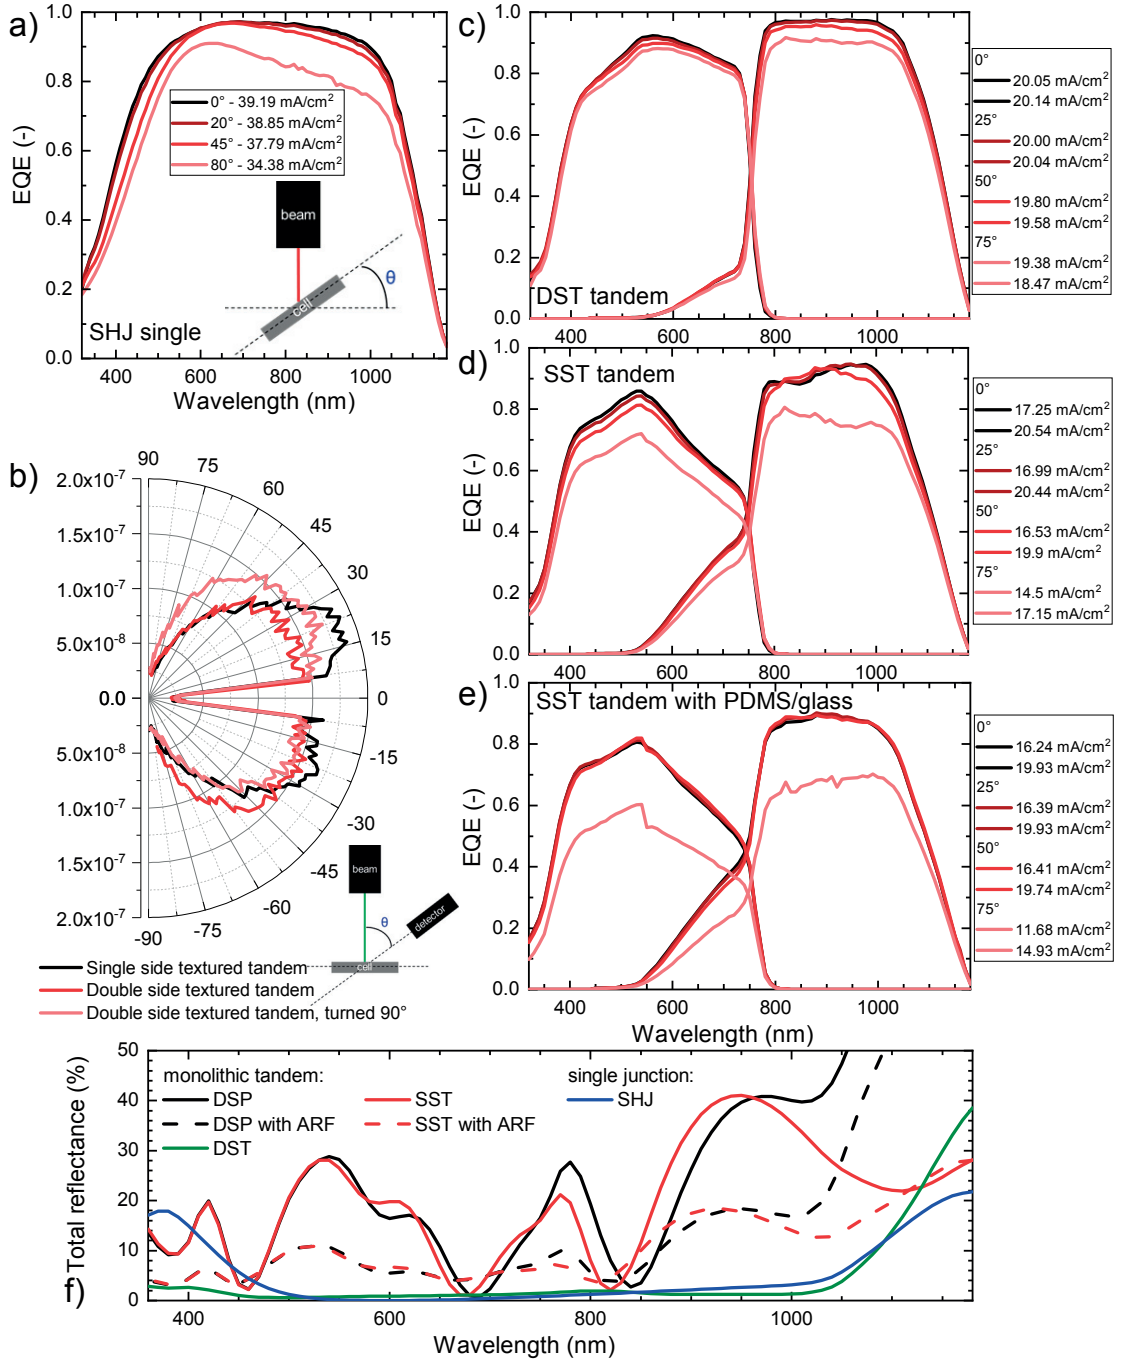 a)
EQE (-)
1.0
0.8
0.6
0.4
0.2
0.0
0° - 39.19 mA/cm²
20° - 38.85 mA/cm²
45° - 37.79 mA/cm²
80° - 34.38 mA/cm²
beam
cell
θ
SHJ single
400 600 800 1000
Wavelength (nm)
b)
2.0x10⁻⁷
1.5x10⁻⁷
1.0x10⁻⁷
5.0x10⁻⁸
0.0
5.0x10⁻⁸
1.0x10⁻⁷
1.5x10⁻⁷
2.0x10⁻⁷
90
75
60
45
30
15
0
-15
-30
-45
-60
-75
-90
beam
θ
detector
cell
Single side textured tandem
Double side textured tandem
Double side textured tandem, turned 90°
c)
EQE (-)
1.0
0.8
0.6
0.4
0.2
0.0
DST tandem
400 600 800 1000
0°
20.05 mA/cm²
20.14 mA/cm²
25°
20.00 mA/cm²
20.04 mA/cm²
50°
19.80 mA/cm²
19.58 mA/cm²
75°
19.38 mA/cm²
18.47 mA/cm²
d)
EQE (-)
1.0
0.8
0.6
0.4
0.2
0.0
SST tandem
400 600 800 1000
0°
17.25 mA/cm²
20.54 mA/cm²
25°
16.99 mA/cm²
20.44 mA/cm²
50°
16.53 mA/cm²
19.9 mA/cm²
75°
14.5 mA/cm²
17.15 mA/cm²
e)
EQE (-)
1.0
0.8
0.6
0.4
0.2
0.0
SST tandem with PDMS/glass
400 600 800 1000
Wavelength (nm)
0°
16.24 mA/cm²
19.93 mA/cm²
25°
16.39 mA/cm²
19.93 mA/cm²
50°
16.41 mA/cm²
19.74 mA/cm²
75°
11.68 mA/cm²
14.93 mA/cm²
f)
Total reflectance (%)
50
40
30
20
10
0
monolithic tandem:
DSP
DSP with ARF
DST
SST
SST with ARF
single junction:
SHJ
400 600 800 1000
Wavelength (nm)